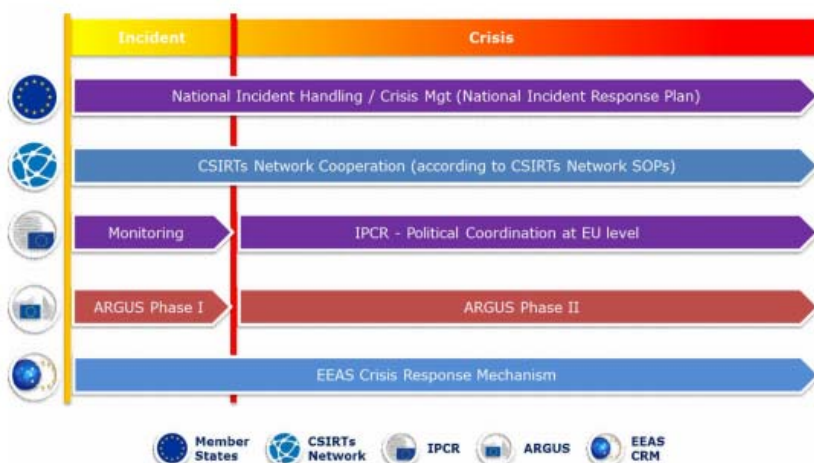 Incident Crisis
National Incident Handling / Crisis Mgt (National Incident Response Plan)
CSIRTs Network Cooperation (according to CSIRTs Network SOPs)
Monitoring IPCR - Political Coordination at EU level
ARGUS Phase I ARGUS Phase II
EEAS Crisis Response Mechanism
Member States
CSIRTs Network
IPCR
ARGUS
EEAS CRM